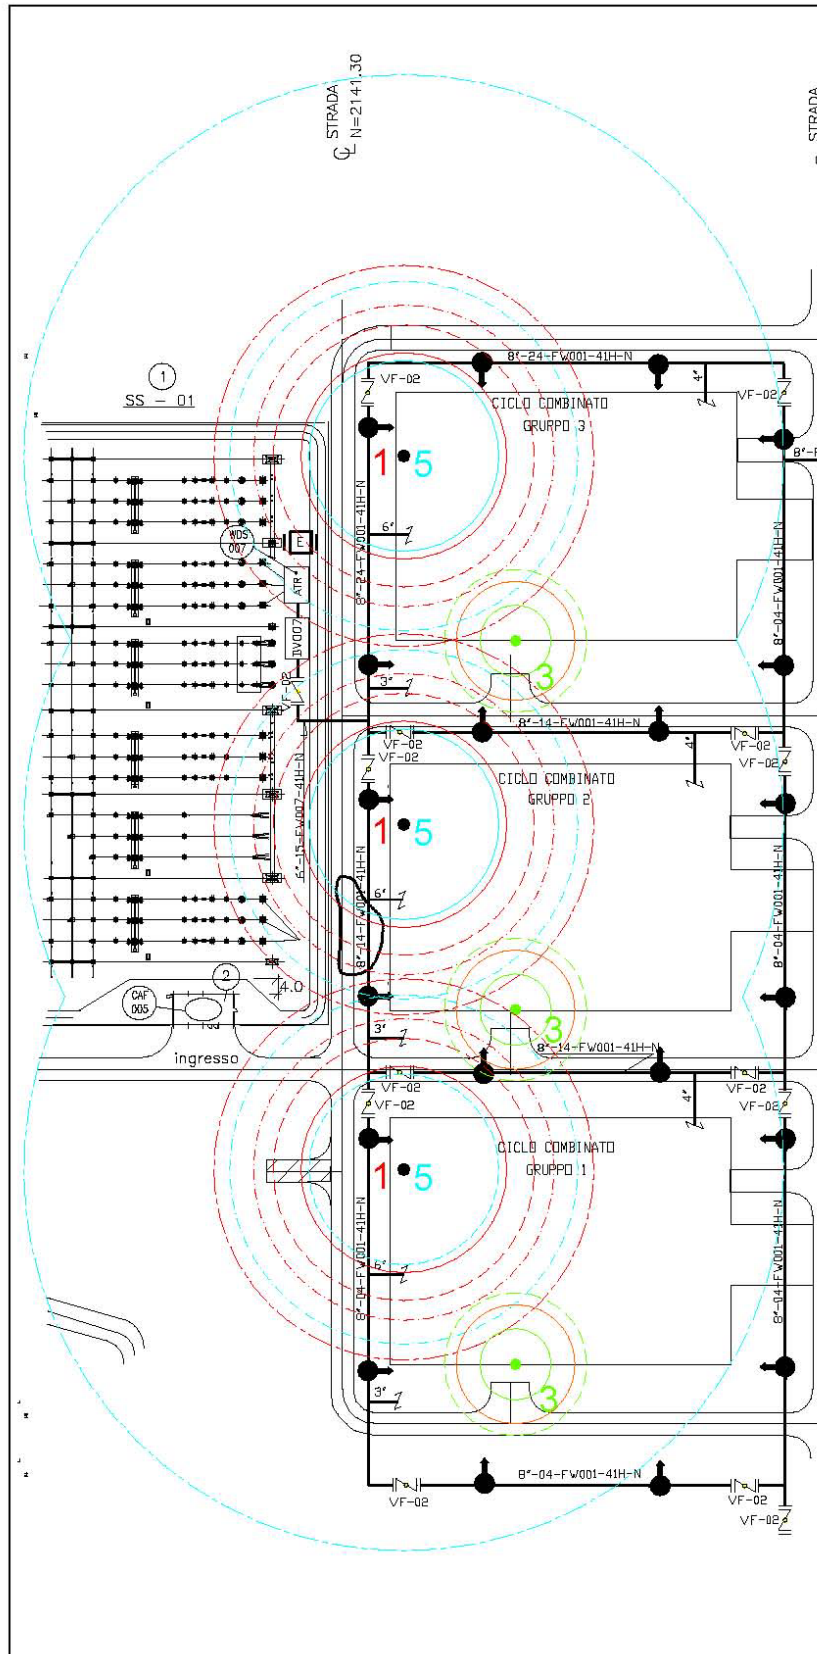 STRADA
N=2141.30
STRADA
1
SS - 01
8"-24-FW001-41H-N
VF-02
4"
VF-02
CICLO COMBINATO
GRUPPO 3
1 5
8"-24-FW001-41H-N
6"
WDS
007
E
ATR
DV007
VF-02
8"-04-FW001-41H-N
3
3"
8"-14-FW001-41H-N
VF-02
VF-02
4"
VF-02
VF-02
CICLO COMBINATO
GRUPPO 2
6"-15-FW007-41H-N
1 5
8"-14-FW001-41H-N
6"
8"-04-FW001-41H-N
2
4.0
CAF
005
ingresso
3
3"
8"-14-FW001-41H-N
VF-02
VF-02
4"
VF-02
VF-02
CICLO COMBINATO
GRUPPO 1
1 5
8"-04-FW001-41H-N
6"
8"-04-FW001-41H-N
3
3"
8"-04-FW001-41H-N
VF-02
VF-02
VF-02